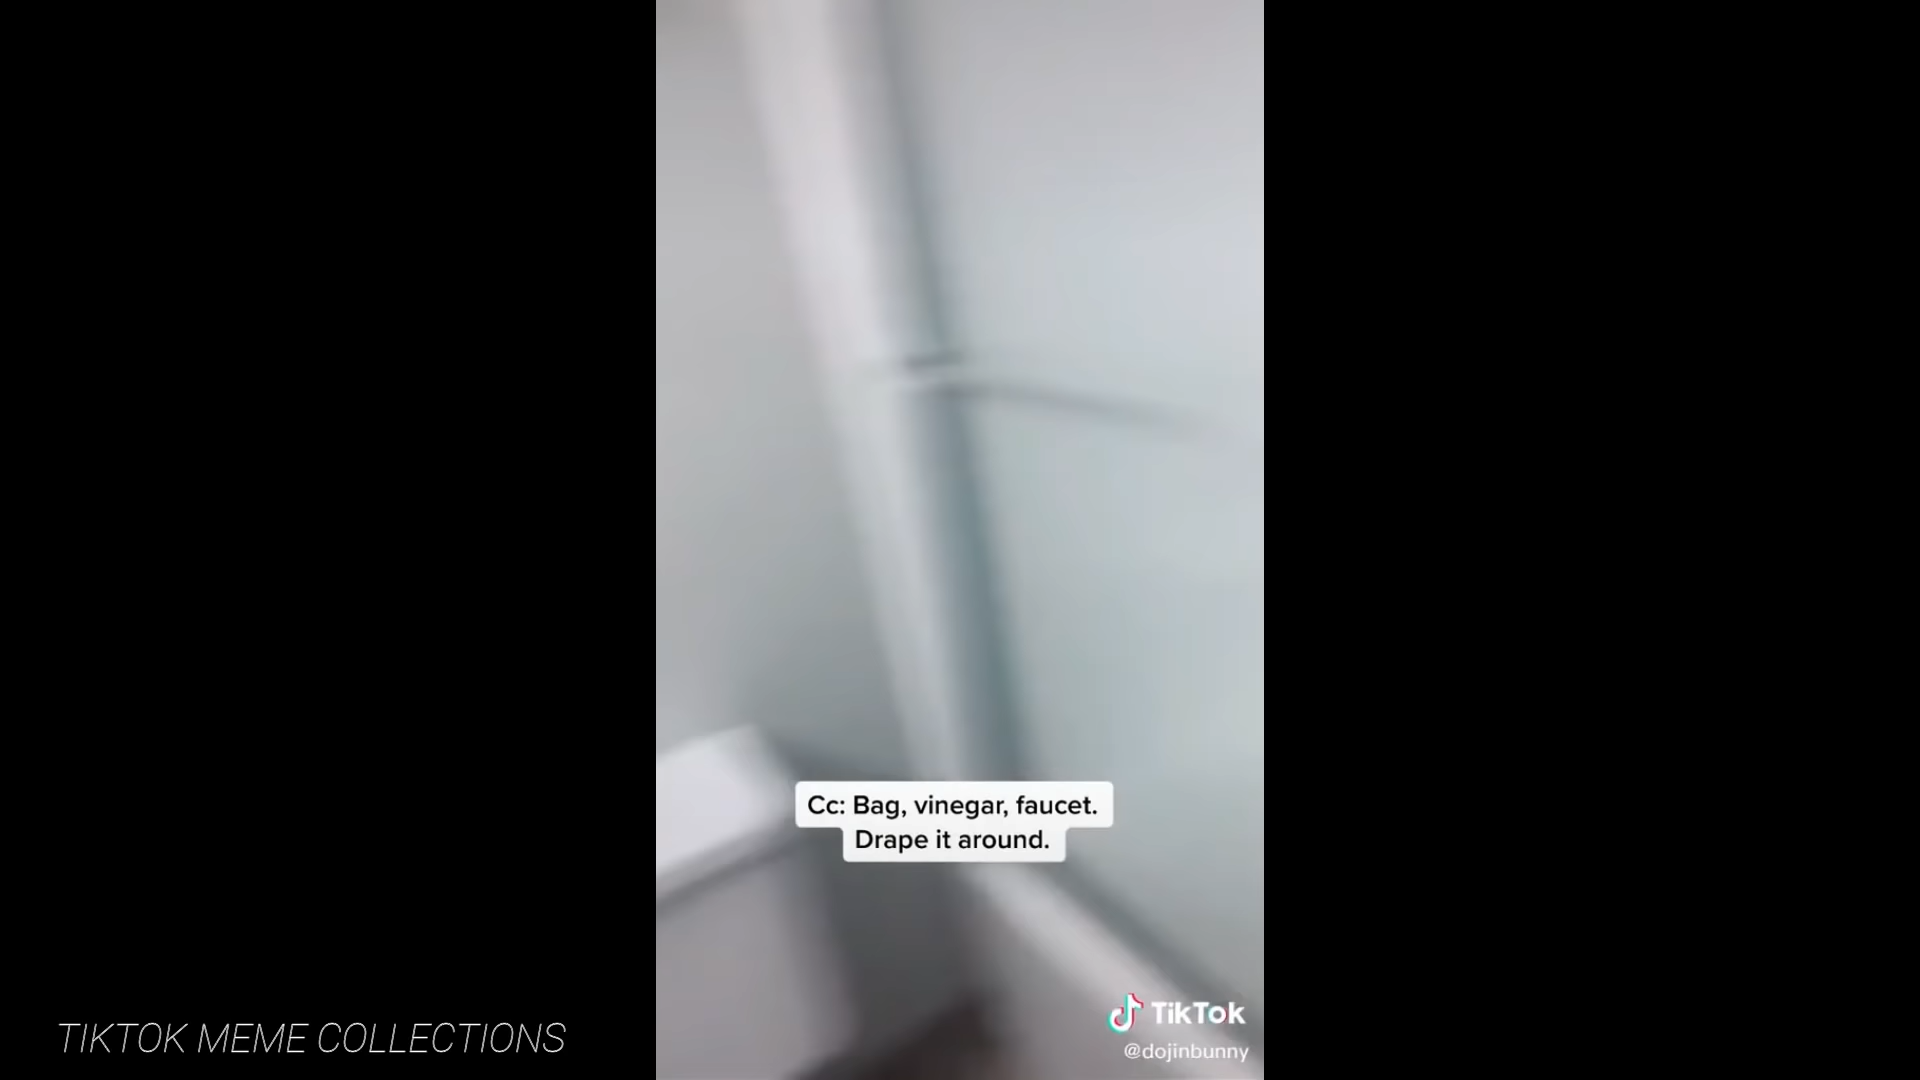 Cc: Bag, vinegar, faucet.
Drape it around.
TikTok
@dojinbunny
TIKTOK MEME COLLECTIONS